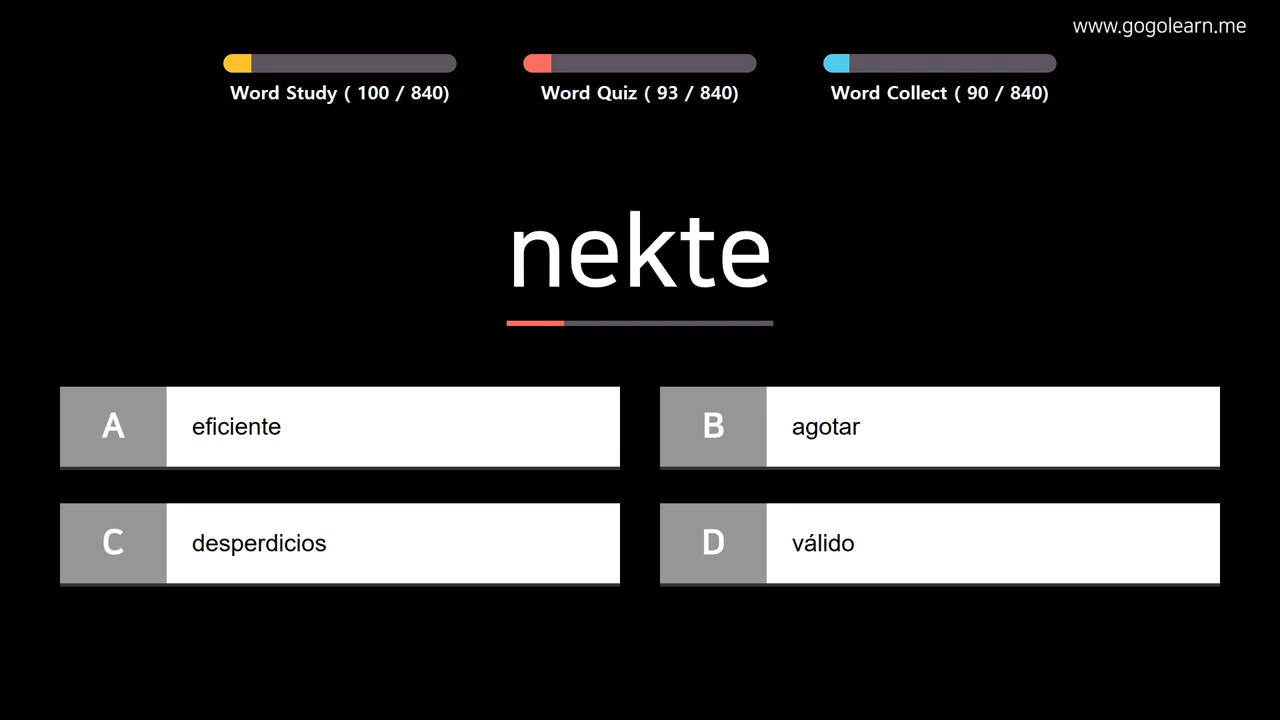 www.gogolearn.me
Word Study ( 100 / 840)
Word Quiz ( 93 / 840)
Word Collect ( 90 / 840)
nekte
A eficiente
B agotar
C desperdicios
D válido